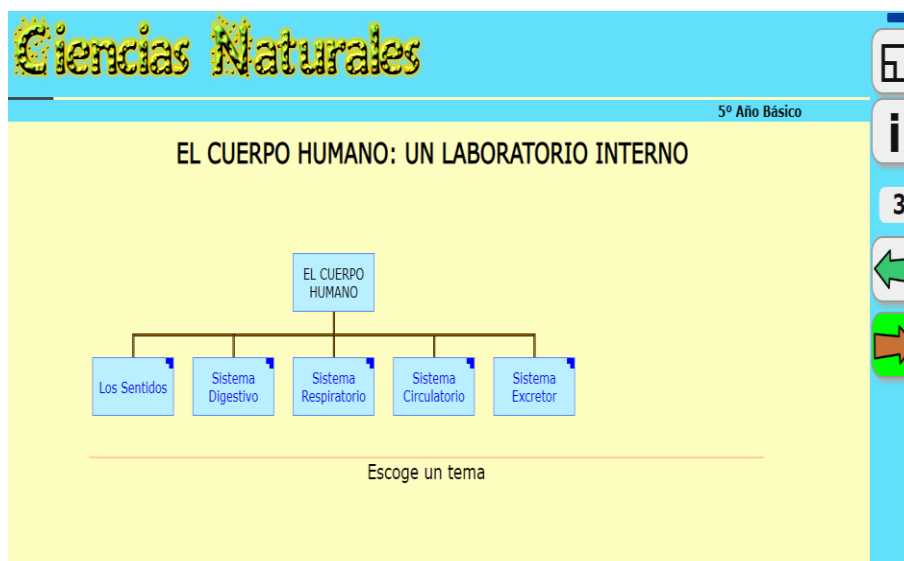 Ciencias Naturales
5º Año Básico
EL CUERPO HUMANO: UN LABORATORIO INTERNO
i
3
EL CUERPO
HUMANO
Los Sentidos
Sistema
Digestivo
Sistema
Respiratorio
Sistema
Circulatorio
Sistema
Excretor
Escoge un tema